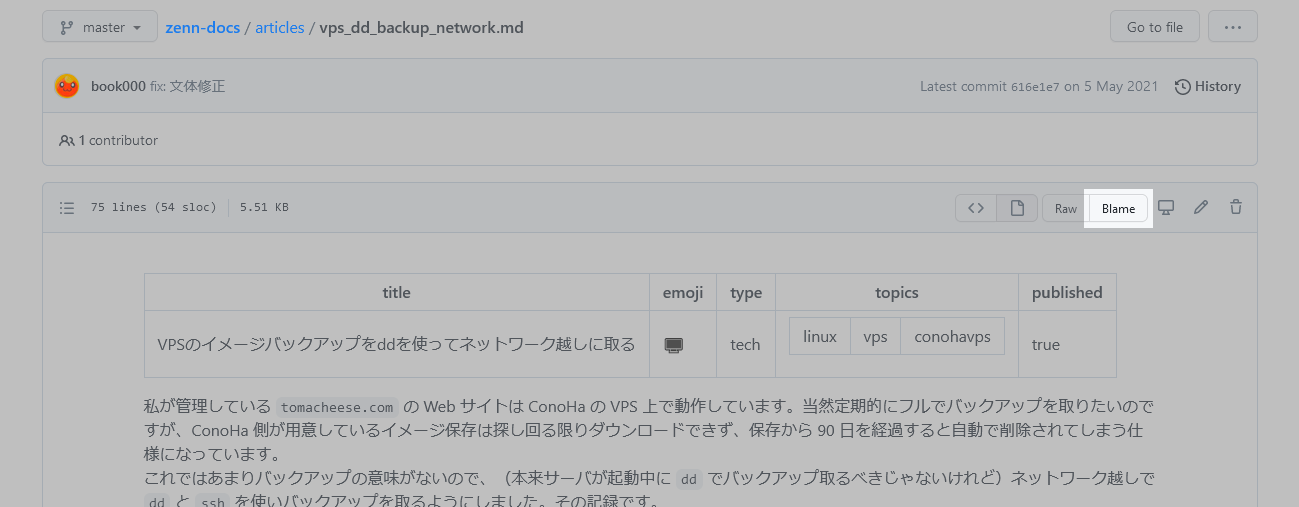 master zenn-docs / articles / vps_dd_backup_network.md Go to file ...
book000 fix: 文体修正 Latest commit 616e1e7 on 5 May 2021 History
1 contributor
75 lines (54 sloc) 5.51 KB <> Raw Blame
title emoji type topics published
VPSのイメージバックアップをddを使ってネットワーク越しに取る tech linux vps conohavps true
私が管理している tomacheese.com の Web サイトは ConoHa の VPS 上で動作しています。当然定期的にフルでバックアップを取りたいので
すが、ConoHa 側が用意しているイメージ保存は探し回る限りダウンロードできず、保存から 90 日を経過すると自動で削除されてしまう仕
様になっています。
これではあまりバックアップの意味がないので、（本来サーバが起動中に dd でバックアップ取るべきじゃないけれど）ネットワーク越しで
dd と ssh を使いバックアップを取るようにしました。その記録です。